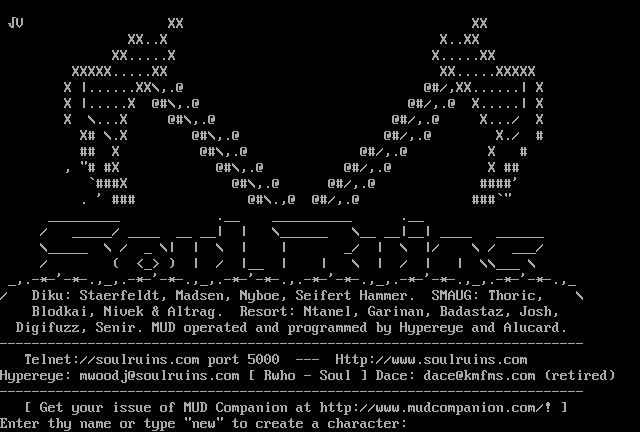 SoulRuins
Diku: Staerfeldt, Madsen, Nyboe, Seifert Hammer.  SMAUG: Thoric,
Blodkai, Nivek & Altrag.  Resort: Ntanel, Garinan, Badastaz, Josh,
Digifuzz, Senir. MUD operated and programmed by Hypereye and Alucard.
Telnet://soulruins.com port 5000  ---  Http://www.soulruins.com
Hypereye: mwoodj@soulruins.com [ Rwho - Soul ] Dace: dace@kmfms.com (retired)
[ Get your issue of MUD Companion at http://www.mudcompanion.com/! ]
Enter thy name or type "new" to create a character: